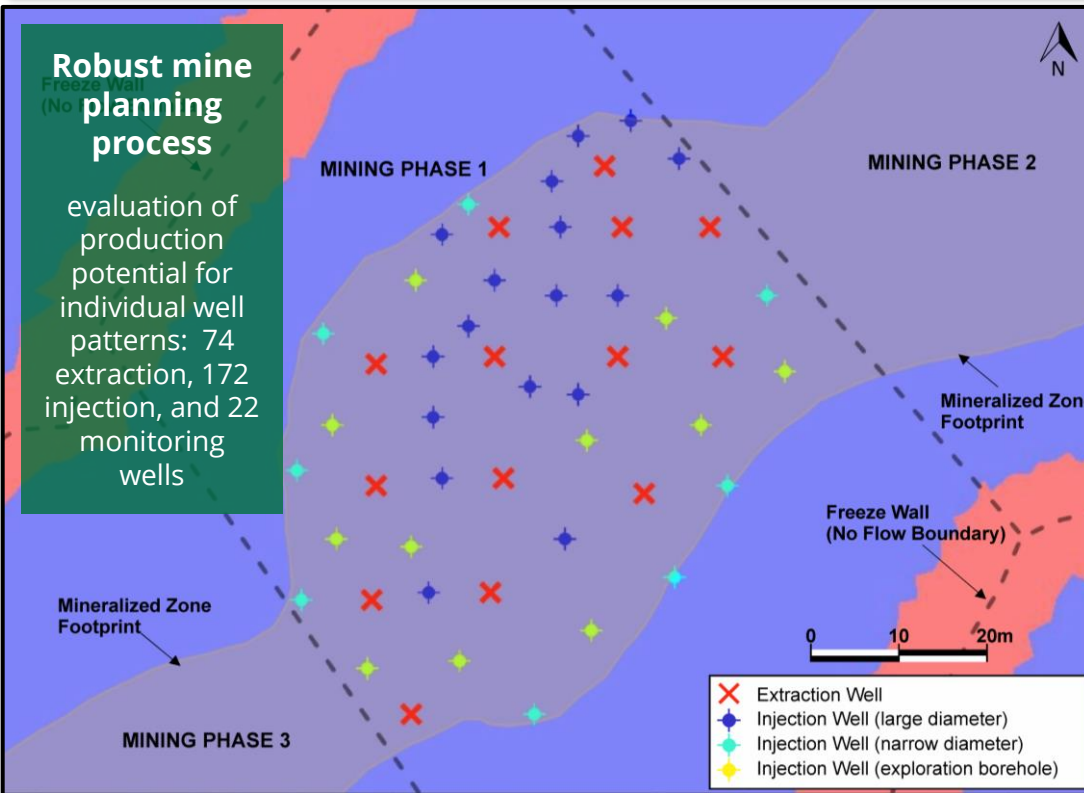 Robust mine
planning
process
evaluation of
production
potential for
individual well
patterns: 74
extraction, 172
injection, and 22
monitoring
wells
Freeze Wall
(No F
N
MINING PHASE 1
MINING PHASE 2
Mineralized Zon
Footprint
Freeze Wall
(No Flow Boundary)
Mineralized Zone
Footprint
0 10 20m
MINING PHASE 3
Extraction Well
Injection Well (large diameter)
Injection Well (narrow diameter)
Injection Well (exploration borehole)